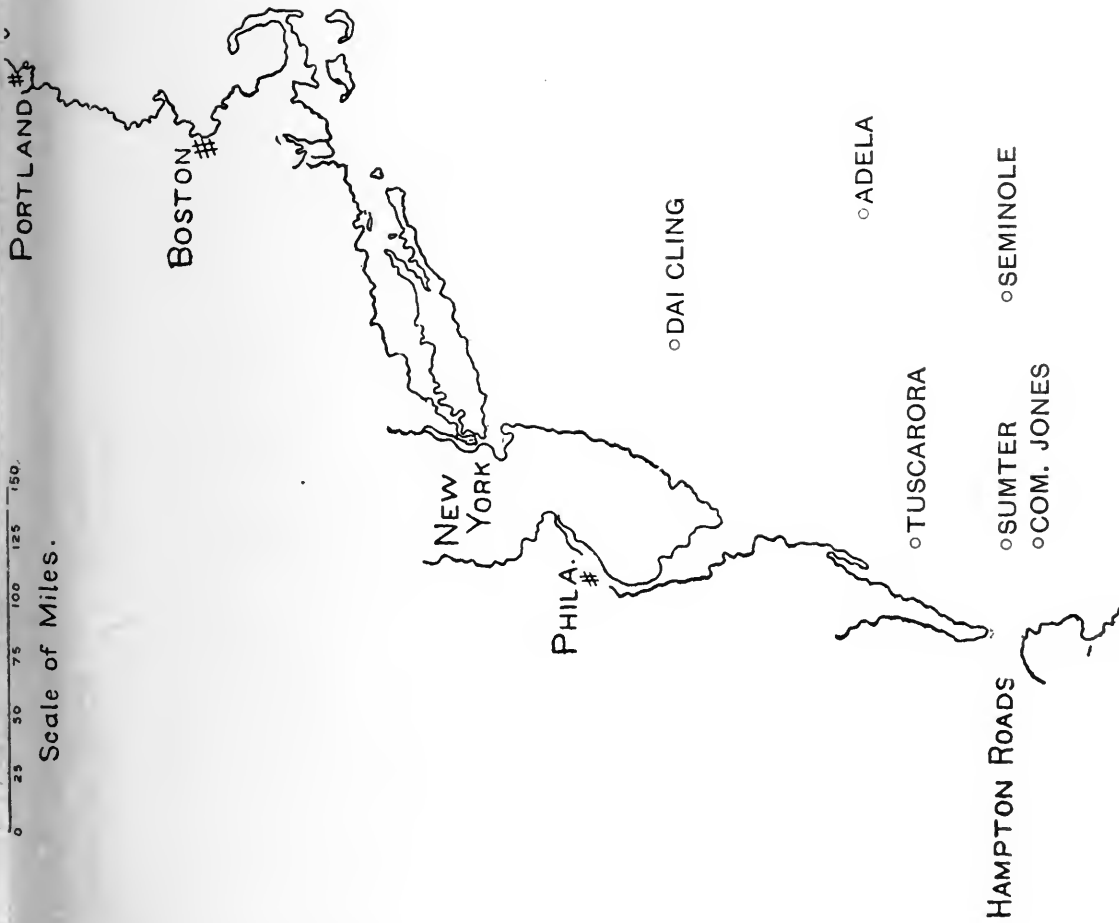 PORTLAND
BOSTON
0 25 50 75 100 125 150.
Scale of Miles.
ADELA
DAI CLING
SEMINOLE
NEW
YORK
TUSCARORA
PHILA.
SUMTER
COM. JONES
HAMPTON ROADS